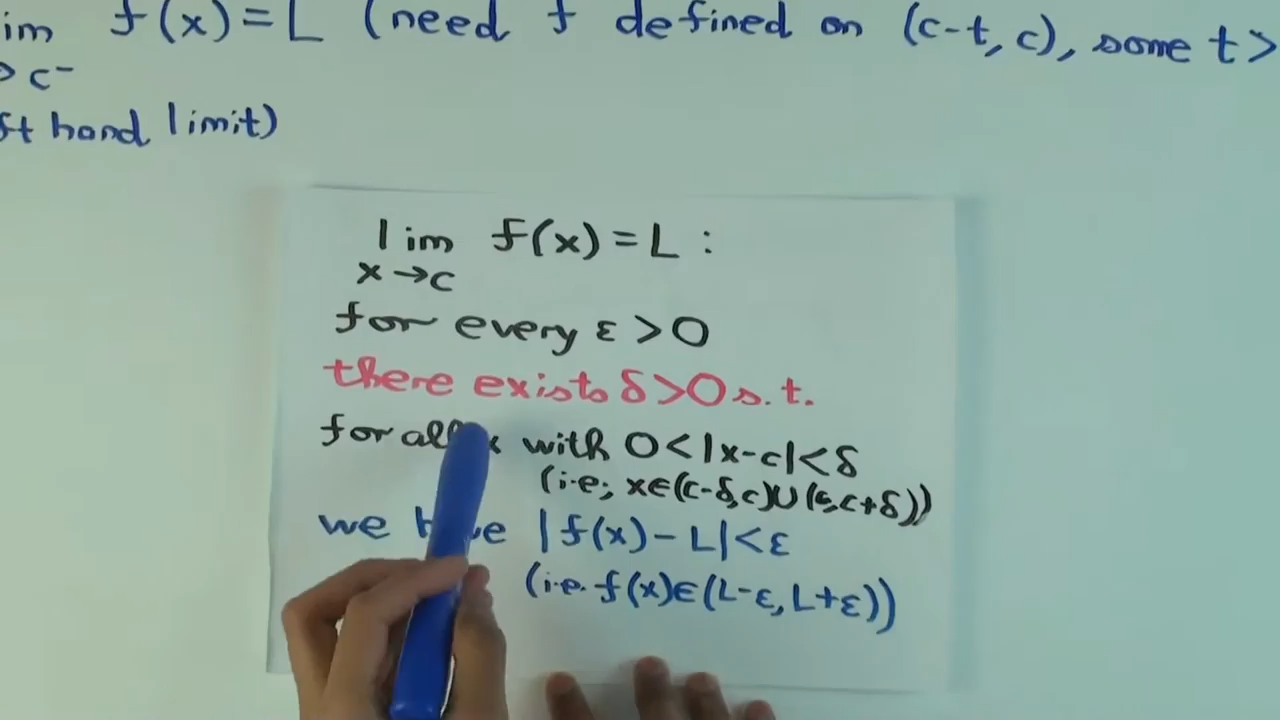 im f(x) = L (need f defined on (c-t, c), some t >
> c⁻
ft hand limit)
lim f(x) = L :
x → c
for every ε > 0
there exists δ > 0 s.t.
for all x with 0 < |x-c| < δ
(i.e; x∈(c-δ,c)∪(c,c+δ))
we have |f(x) - L| < ε
(i.e. f(x)∈(L-ε, L+ε))